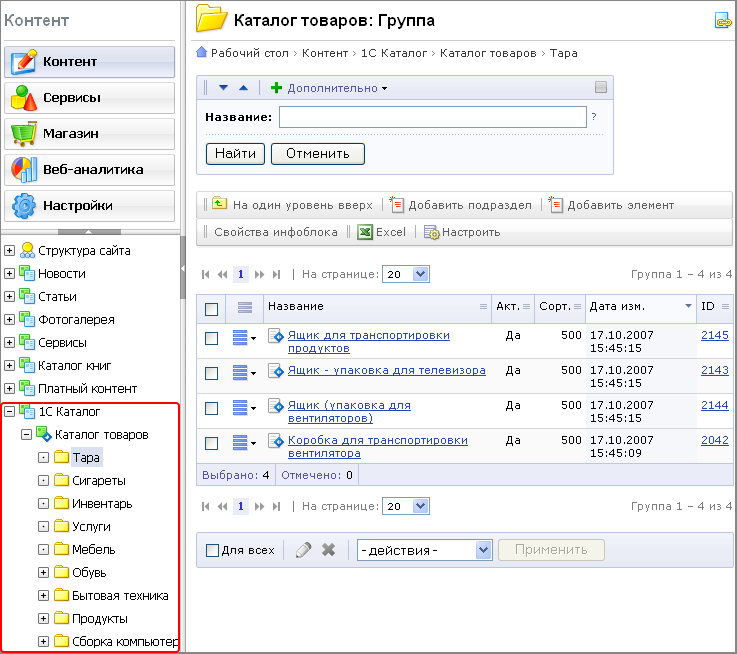 Контент
Контент
Сервисы
Магазин
Веб-аналитика
Настройки
Структура сайта
Новости
Статьи
Фотогалерея
Сервисы
Каталог книг
Платный контент
1С Каталог
Каталог товаров
Тара
Сигареты
Инвентарь
Услуги
Мебель
Обувь
Бытовая техника
Продукты
Сборка компьютер
Каталог товаров: Группа
Рабочий стол › Контент › 1С Каталог › Каталог товаров › Тара
Дополнительно
Название: ?
Найти Отменить
На один уровень вверх Добавить подраздел Добавить элемент
Свойства инфоблока Excel Настроить
1 | На странице: 20 Группа 1 – 4 из 4
Название Акт. Сорт. Дата изм. ID
Ящик для транспортировки продуктов Да 500 17.10.2007 15:45:15 2145
Ящик - упаковка для телевизора Да 500 17.10.2007 15:45:15 2143
Ящик (упаковка для вентиляторов) Да 500 17.10.2007 15:45:15 2144
Коробка для транспортировки вентилятора Да 500 17.10.2007 15:45:09 2042
Выбрано: 4 Отмечено: 0
1 | На странице: 20 Группа 1 – 4 из 4
Для всех - действия - Применить